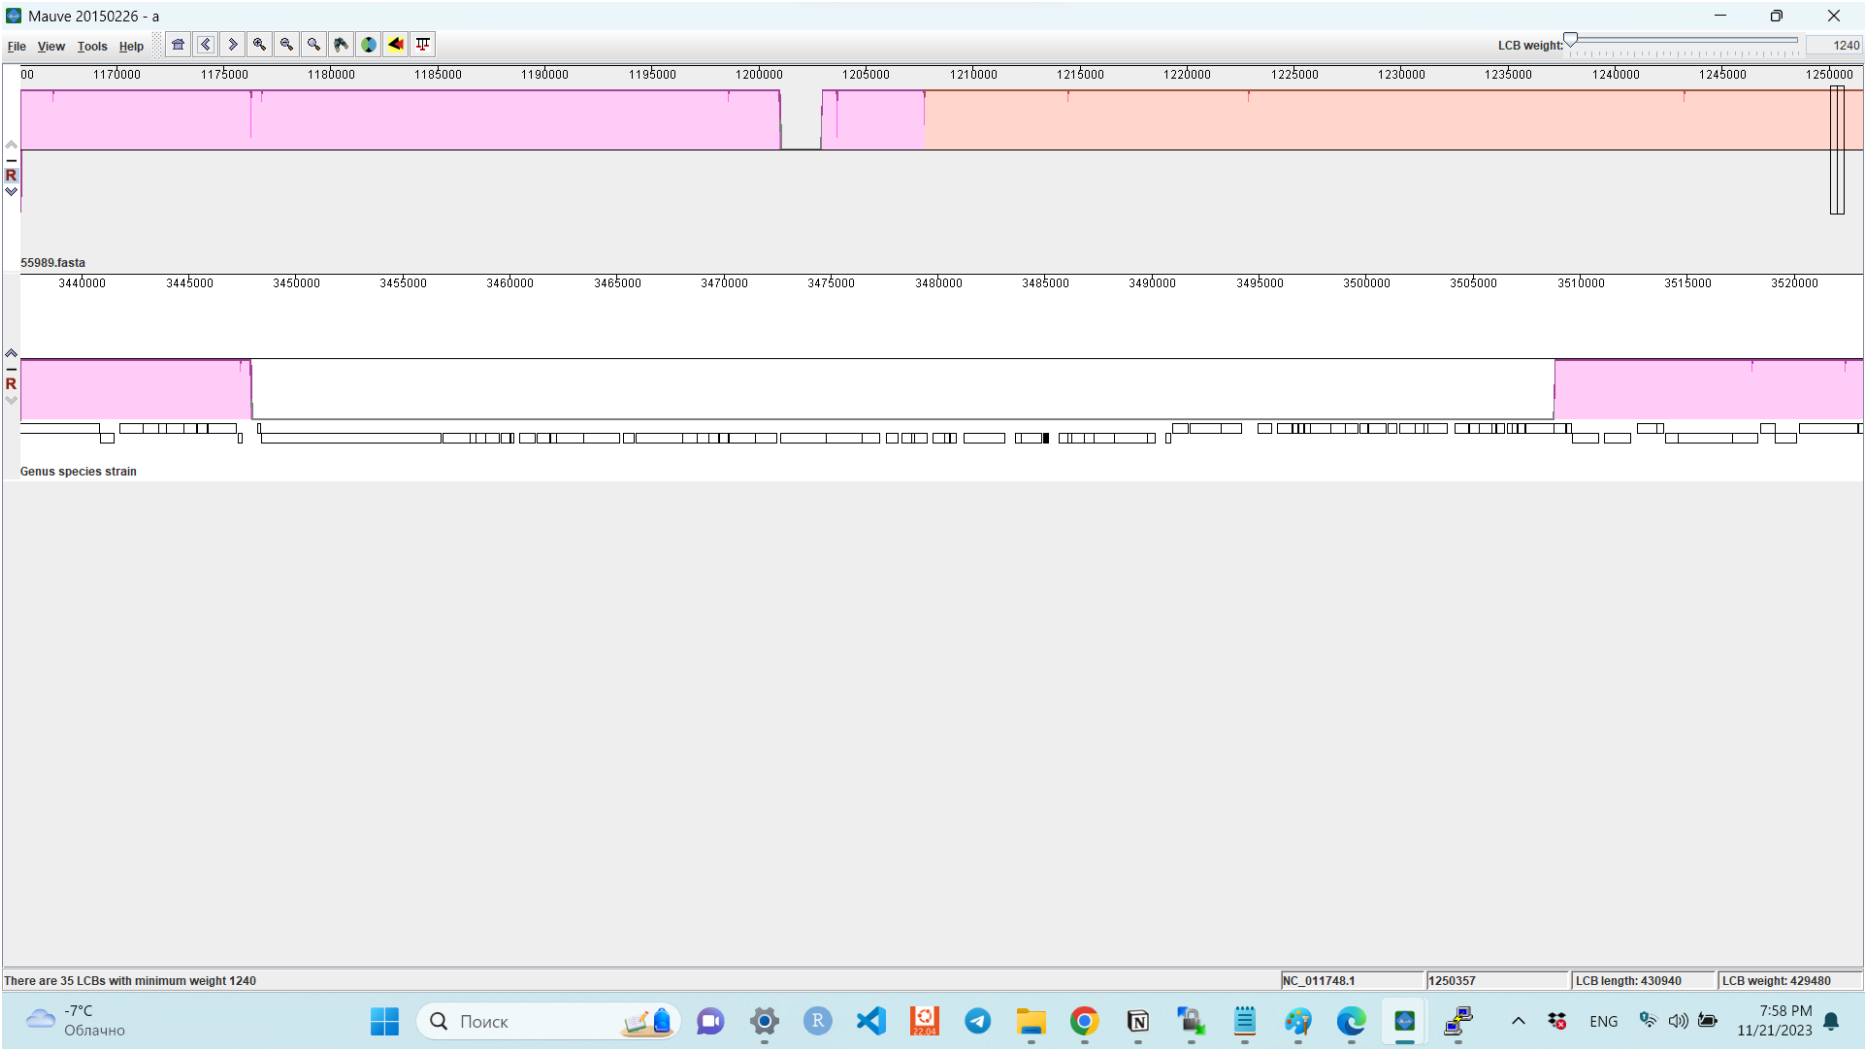 Mauve 20150226 - a
File View Tools Help
LCB weight: 1240
00 1170000 1175000 1180000 1185000 1190000 1195000 1200000 1205000 1210000 1215000 1220000 1225000 1230000 1235000 1240000 1245000 1250000
R
55989.fasta
3440000 3445000 3450000 3455000 3460000 3465000 3470000 3475000 3480000 3485000 3490000 3495000 3500000 3505000 3510000 3515000 3520000
R
Genus species strain
There are 35 LCBs with minimum weight 1240
NC_011748.1 1250357 LCB length: 430940 LCB weight: 429480
-7°C
Облачно
Поиск
R
22.04
N
ENG
7:58 PM
11/21/2023